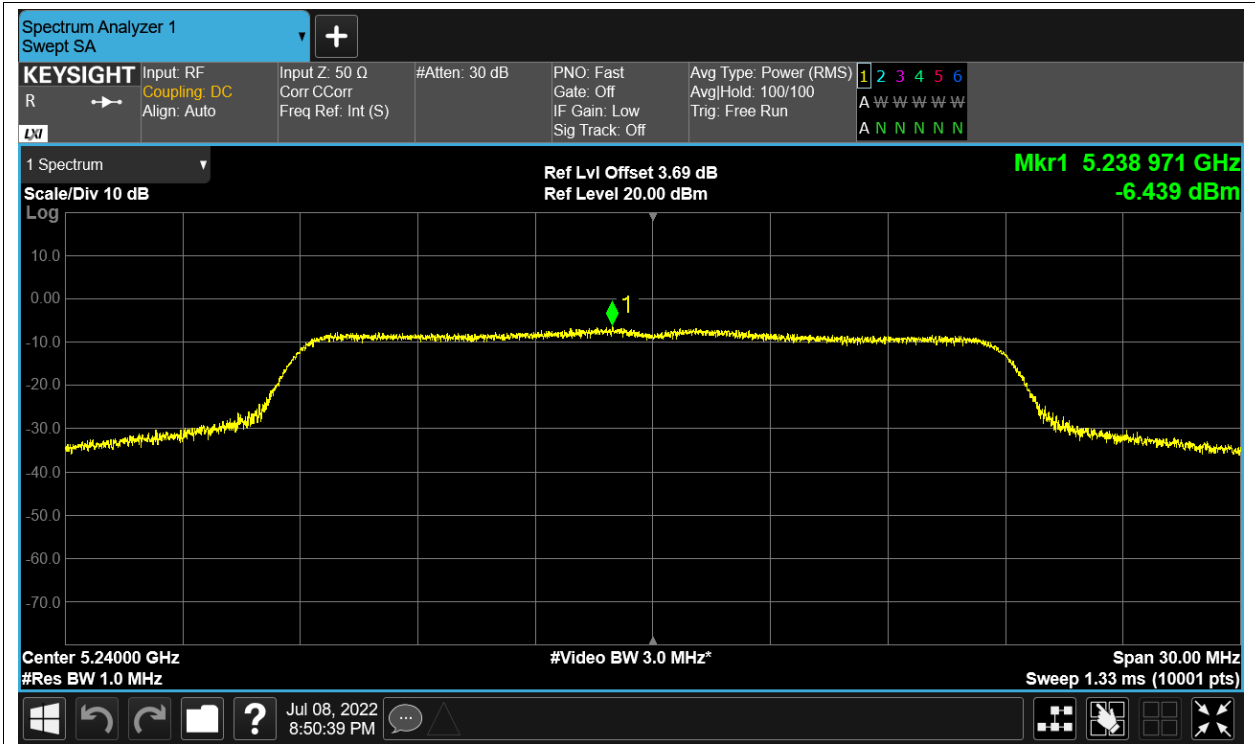 Spectrum Analyzer 1
Swept SA
+
KEYSIGHT
R
LXI
Input: RF
Coupling: DC
Align: Auto
Input Z: 50 Ω
Corr CCorr
Freq Ref: Int (S)
#Atten: 30 dB
PNO: Fast
Gate: Off
IF Gain: Low
Sig Track: Off
Avg Type: Power (RMS)
Avg|Hold: 100/100
Trig: Free Run
1 2 3 4 5 6
A W W W W W
A N N N N N
1 Spectrum
Scale/Div 10 dB
Log
Ref Lvl Offset 3.69 dB
Ref Level 20.00 dBm
Mkr1 5.238 971 GHz
-6.439 dBm
10.0
0.00
-10.0
-20.0
-30.0
-40.0
-50.0
-60.0
-70.0
1
Center 5.24000 GHz
#Res BW 1.0 MHz
#Video BW 3.0 MHz*
Span 30.00 MHz
Sweep 1.33 ms (10001 pts)
?
Jul 08, 2022
8:50:39 PM